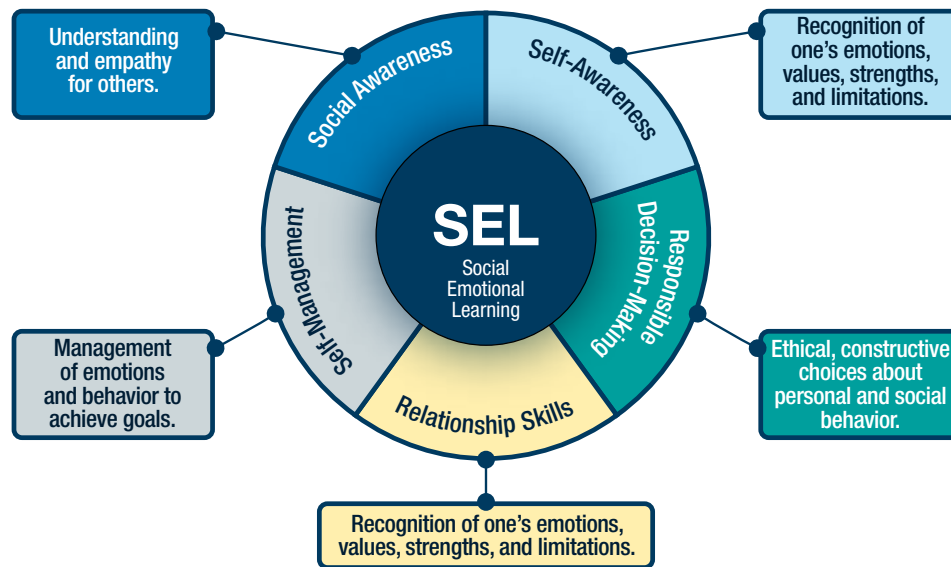 Understanding
and empathy
for others.
Social Awareness
Self-Awareness
Recognition of
one’s emotions,
values, strengths,
and limitations.
SEL
Social
Emotional
Learning
Self-Management
Responsible
Decision-Making
Management
of emotions
and behavior to
achieve goals.
Relationship Skills
Ethical, constructive
choices about
personal and social
behavior.
Recognition of one’s emotions,
values, strengths, and limitations.